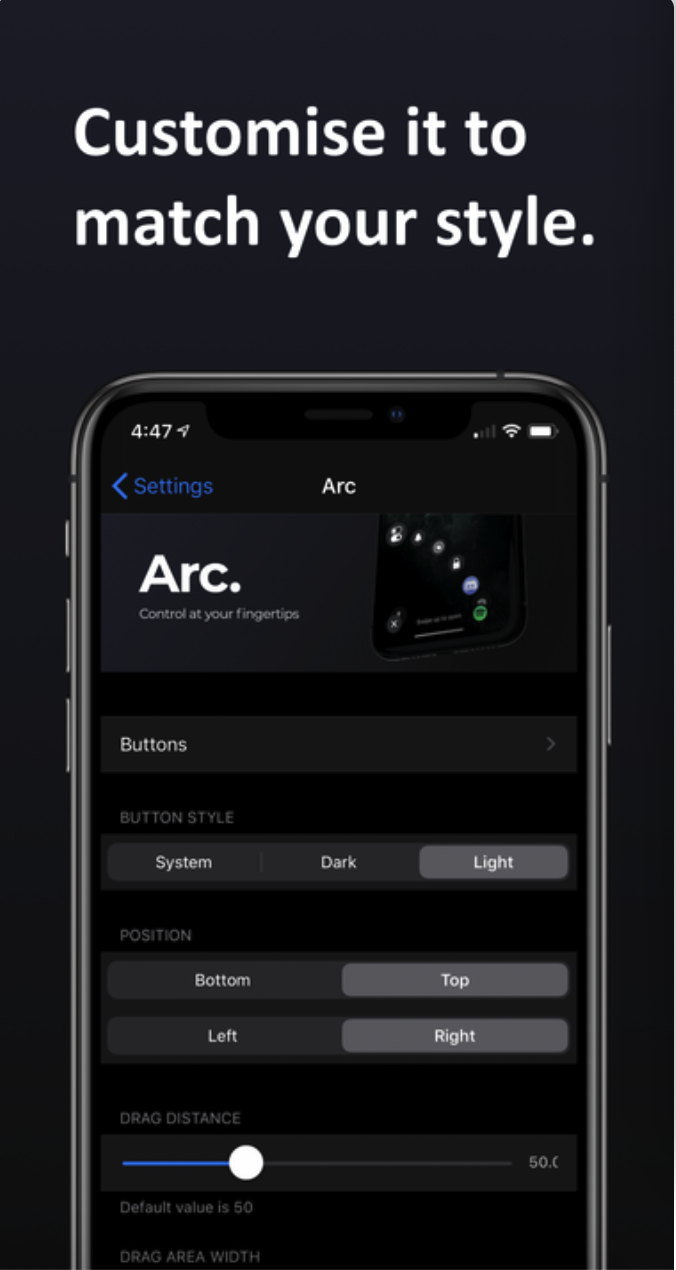 Customise it to
match your style.
4:47
Settings
Arc
Arc.
Control at your fingertips
Swipe up to open
Buttons
BUTTON STYLE
System Dark Light
POSITION
Bottom Top
Left Right
DRAG DISTANCE
50.0
Default value is 50
DRAG AREA WIDTH